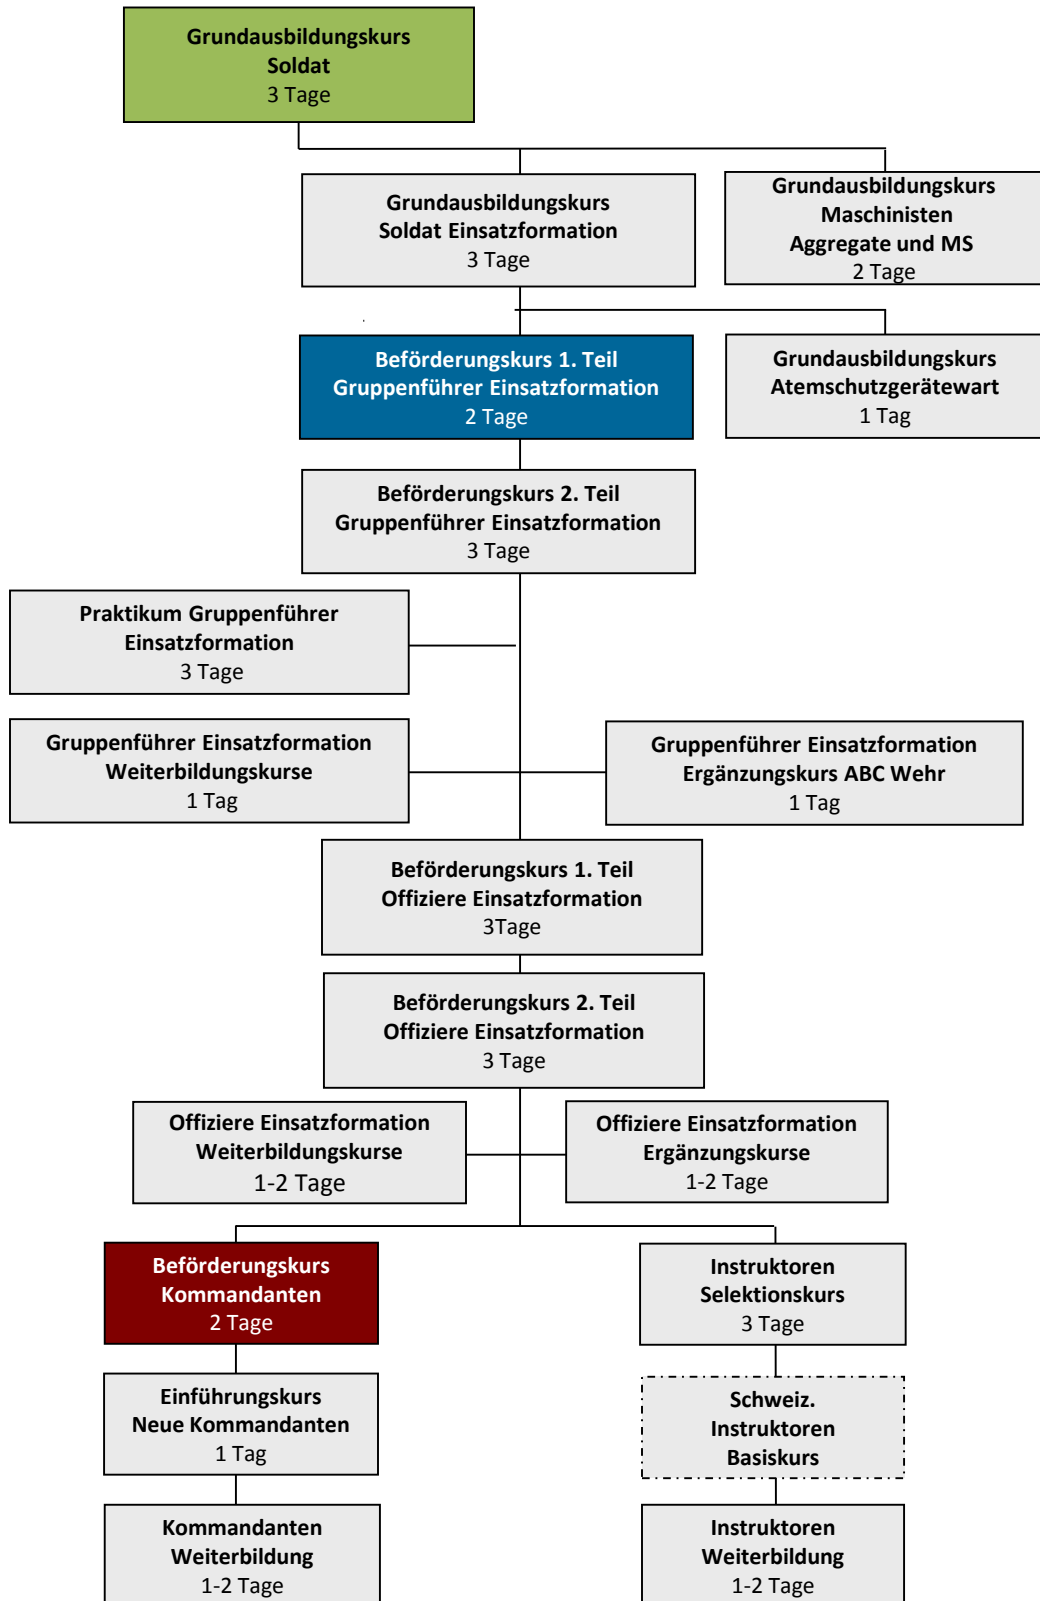 Grundausbildungskurs
Soldat
3 Tage
Grundausbildungskurs
Soldat Einsatzformation
3 Tage
Grundausbildungskurs
Maschinisten
Aggregate und MS
2 Tage
Beförderungskurs 1. Teil
Gruppenführer Einsatzformation
2 Tage
Grundausbildungskurs
Atemschutzgerätewart
1 Tag
Beförderungskurs 2. Teil
Gruppenführer Einsatzformation
3 Tage
Praktikum Gruppenführer
Einsatzformation
3 Tage
Gruppenführer Einsatzformation
Weiterbildungskurse
1 Tag
Gruppenführer Einsatzformation
Ergänzungskurs ABC Wehr
1 Tag
Beförderungskurs 1. Teil
Offiziere Einsatzformation
3Tage
Beförderungskurs 2. Teil
Offiziere Einsatzformation
3 Tage
Offiziere Einsatzformation
Weiterbildungskurse
1-2 Tage
Offiziere Einsatzformation
Ergänzungskurse
1-2 Tage
Beförderungskurs
Kommandanten
2 Tage
Instruktoren
Selektionskurs
3 Tage
Einführungskurs
Neue Kommandanten
1 Tag
Schweiz.
Instruktoren
Basiskurs
Kommandanten
Weiterbildung
1-2 Tage
Instruktoren
Weiterbildung
1-2 Tage